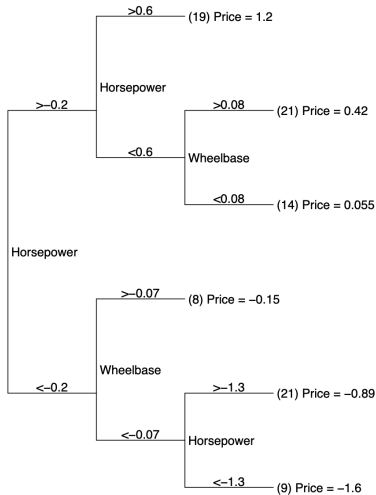 >0.6
(19) Price = 1.2
Horsepower
>−0.2
>0.08
(21) Price = 0.42
<0.6
Wheelbase
<0.08
(14) Price = 0.055
Horsepower
>−0.07
(8) Price = −0.15
Wheelbase
<−0.2
>−1.3
(21) Price = −0.89
<−0.07
Horsepower
<−1.3
(9) Price = −1.6